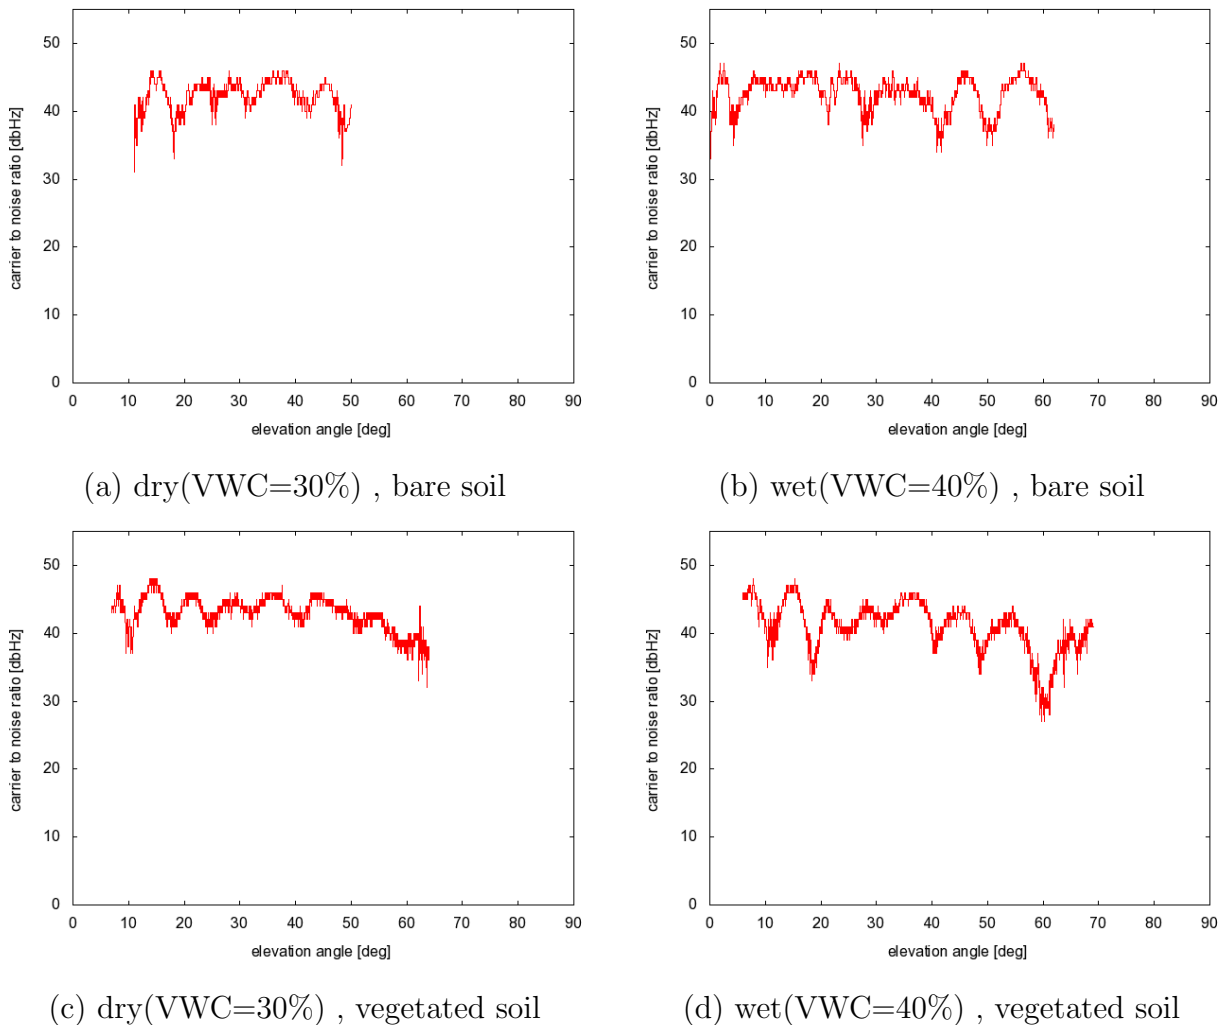 50
40
30
20
10
0
carrier to noise ratio [dbHz]
0 10 20 30 40 50 60 70 80 90
elevation angle [deg]
(a) dry(VWC=30%) , bare soil
50
40
30
20
10
0
carrier to noise ratio [dbHz]
0 10 20 30 40 50 60 70 80 90
elevation angle [deg]
(b) wet(VWC=40%) , bare soil
50
40
30
20
10
0
carrier to noise ratio [dbHz]
0 10 20 30 40 50 60 70 80 90
elevation angle [deg]
(c) dry(VWC=30%) , vegetated soil
50
40
30
20
10
0
carrier to noise ratio [dbHz]
0 10 20 30 40 50 60 70 80 90
elevation angle [deg]
(d) wet(VWC=40%) , vegetated soil